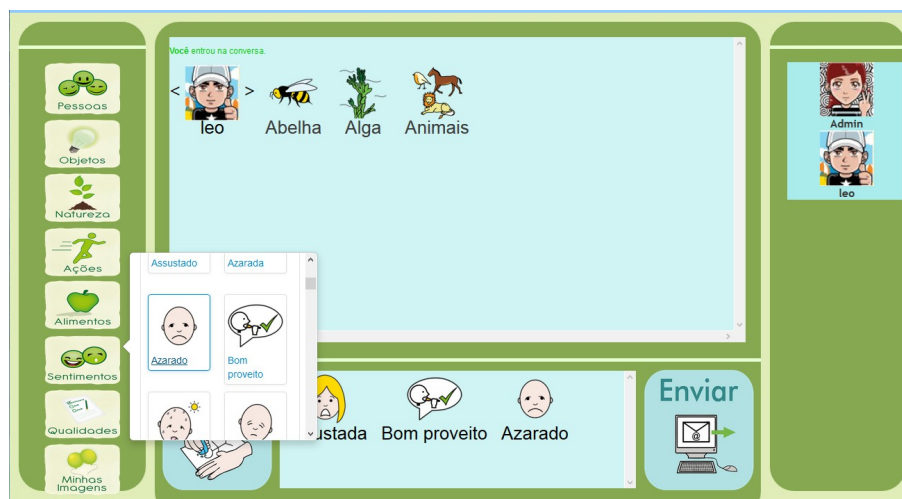 Pessoas
Objetos
Natureza
Ações
Alimentos
Sentimentos
Qualidades
Minhas
Imagens
Você entrou na conversa.
< leo > Abelha Alga Animais
Assustado Azarada
Azarado Bom
proveito
ustada Bom proveito Azarado
Enviar
@
Admin
leo